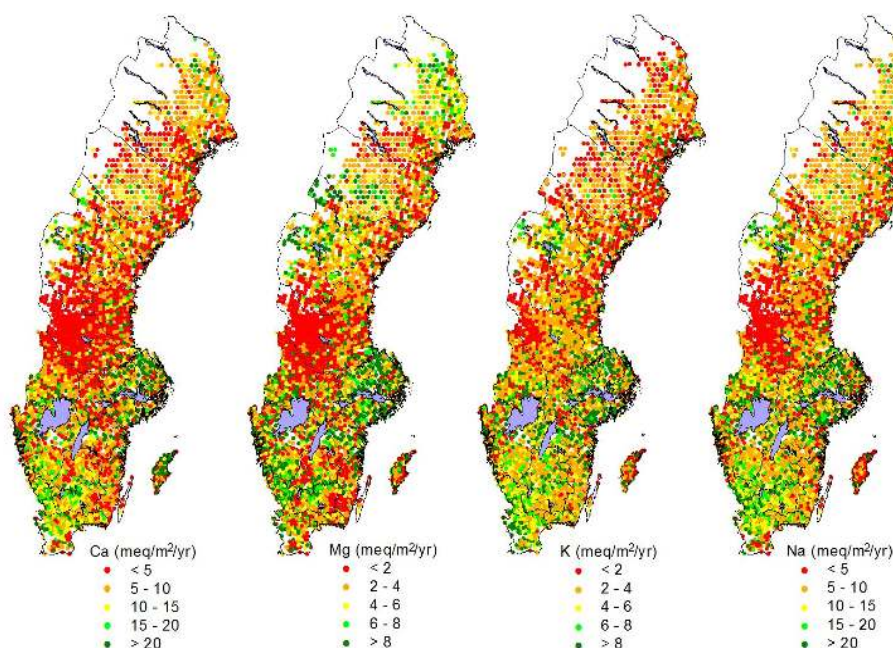 Ca (meq/m²/yr)
< 5
5 - 10
10 - 15
15 - 20
> 20
Mg (meq/m²/yr)
< 2
2 - 4
4 - 6
6 - 8
> 8
K (meq/m²/yr)
< 2
2 - 4
4 - 6
6 - 8
> 8
Na (meq/m²/yr)
< 5
5 - 10
10 - 15
15 - 20
> 20